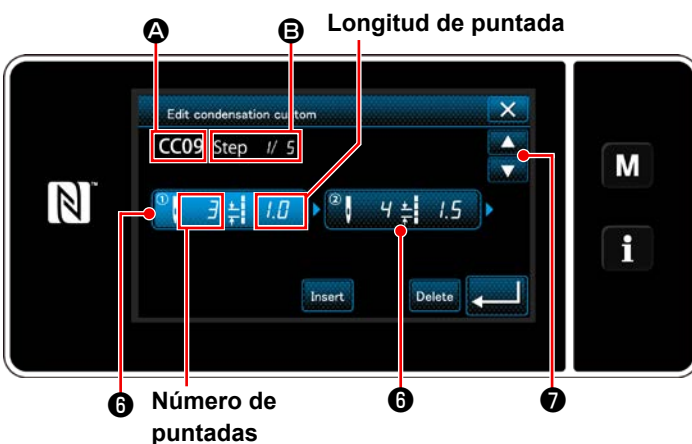 A B Longitud de puntada
Edit condensation custom X
CC09 Step 1/ 5
M
N
① 3 1.0 ② 4 1.5
i
Insert Delete
6 Número de puntadas 6 7